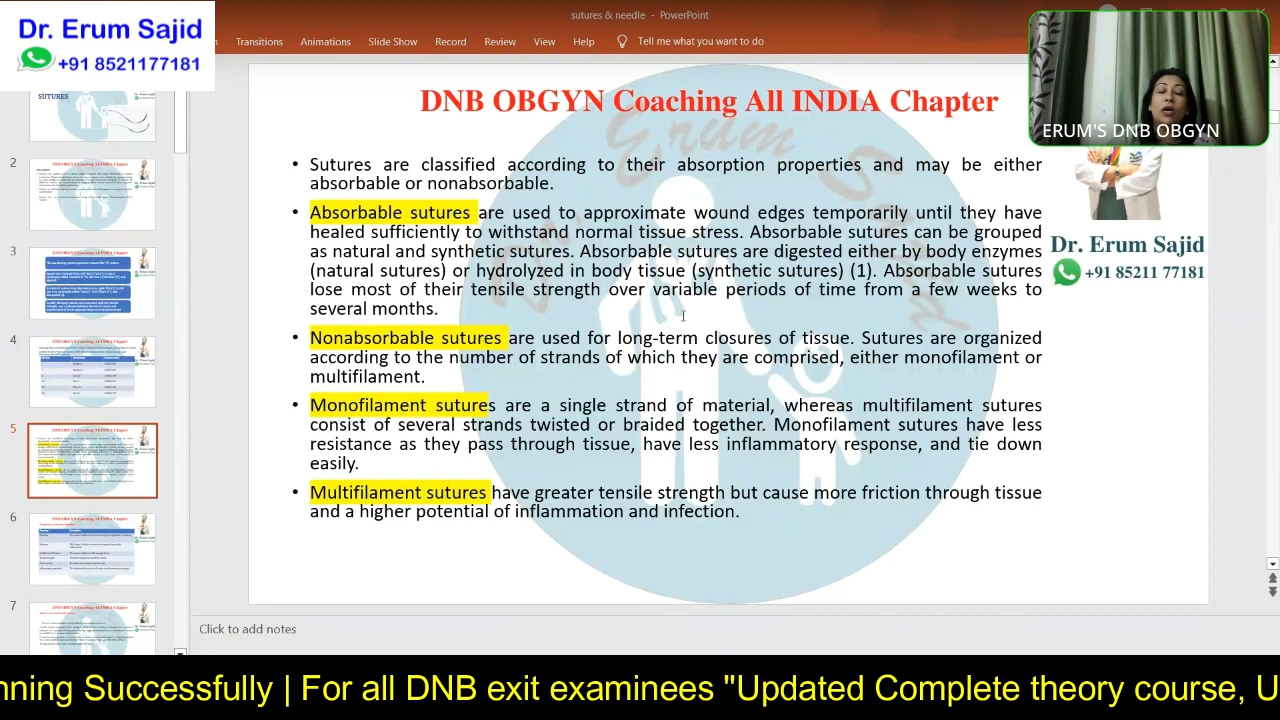 Dr. Erum Sajid
+91 8521177181
sutures & needle - PowerPoint
Transitions Animations Slide Show Record Review View Help Tell me what you want to do
ERUM'S DNB OBGYN
SUTURES
2
3
4
5
6
7
DNB OBGYN Coaching All INDIA Chapter
• Sutures are classified according to their absorption properties and may be either
absorbable or nonabsorbable.
• Absorbable sutures are used to approximate wound edges temporarily until they have
healed sufficiently to withstand normal tissue stress. Absorbable sutures can be grouped
as natural and synthetic sutures. Absorbable sutures are digested either by body enzymes
(natural sutures) or hydrolyzed in body tissue (synthetic sutures) (1). Absorbable sutures
lose most of their tensile strength over variable periods of time from a few weeks to
several months.
• Nonabsorbable sutures are used for long-term closure of tissue. Sutures are organized
according to the number of strands of which they are comprised, either monofilament or
multifilament.
• Monofilament sutures are a single strand of material, whereas multifilament sutures
consist of several strands twisted or braided together. Monofilament sutures have less
resistance as they pass through tissue, have less inflammatory response, and tie down
easily.
• Multifilament sutures have greater tensile strength but cause more friction through tissue
and a higher potential of inflammation and infection.
Dr. Erum Sajid
+91 85211 77181
Click to add notes
nning Successfully | For all DNB exit examinees "Updated Complete theory course, U